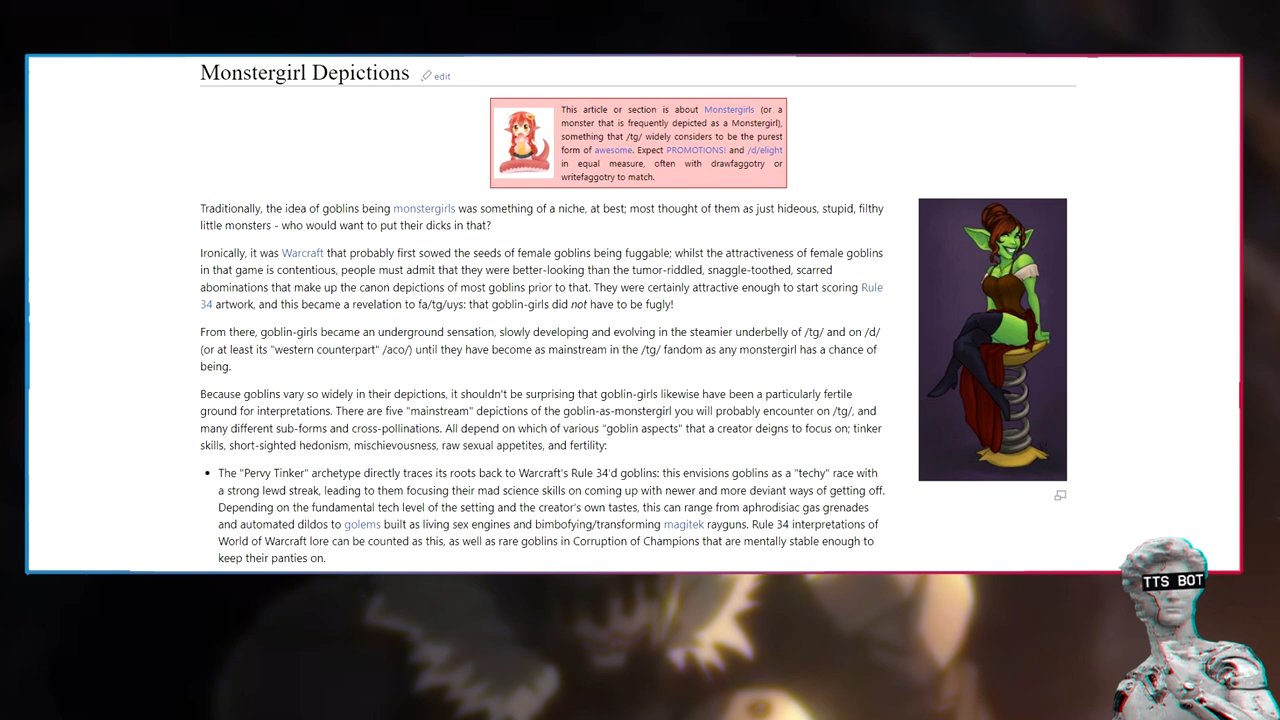 Monstergirl Depictions edit
This article or section is about Monstergirls (or a
monster that is frequently depicted as a Monstergirl),
something that /tg/ widely considers to be the purest
form of awesome. Expect PROMOTIONS! and /d/elight
in equal measure, often with drawfaggotry or
writefaggotry to match.
Traditionally, the idea of goblins being monstergirls was something of a niche, at best; most thought of them as just hideous, stupid, filthy
little monsters - who would want to put their dicks in that?
Ironically, it was Warcraft that probably first sowed the seeds of female goblins being fuggable; whilst the attractiveness of female goblins
in that game is contentious, people must admit that they were better-looking than the tumor-riddled, snaggle-toothed, scarred
abominations that make up the canon depictions of most goblins prior to that. They were certainly attractive enough to start scoring Rule
34 artwork, and this became a revelation to fa/tg/uys: that goblin-girls did not have to be fugly!
From there, goblin-girls became an underground sensation, slowly developing and evolving in the steamier underbelly of /tg/ and on /d/
(or at least its "western counterpart" /aco/) until they have become as mainstream in the /tg/ fandom as any monstergirl has a chance of
being.
Because goblins vary so widely in their depictions, it shouldn't be surprising that goblin-girls likewise have been a particularly fertile
ground for interpretations. There are five "mainstream" depictions of the goblin-as-monstergirl you will probably encounter on /tg/, and
many different sub-forms and cross-pollinations. All depend on which of various "goblin aspects" that a creator deigns to focus on; tinker
skills, short-sighted hedonism, mischievousness, raw sexual appetites, and fertility:
• The "Pervy Tinker" archetype directly traces its roots back to Warcraft's Rule 34'd goblins: this envisions goblins as a "techy" race with
a strong lewd streak, leading to them focusing their mad science skills on coming up with newer and more deviant ways of getting off.
Depending on the fundamental tech level of the setting and the creator's own tastes, this can range from aphrodisiac gas grenades
and automated dildos to golems built as living sex engines and bimbofying/transforming magitek rayguns. Rule 34 interpretations of
World of Warcraft lore can be counted as this, as well as rare goblins in Corruption of Champions that are mentally stable enough to
keep their panties on.
TTS BOT